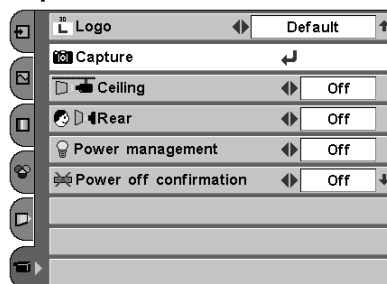 Logo Default
Capture
Ceiling Off
Rear Off
Power management Off
Power off confirmation Off